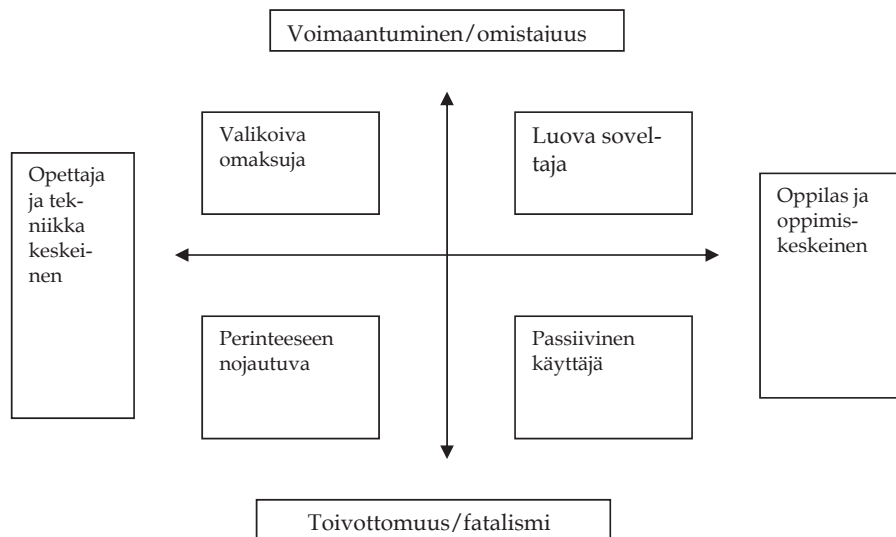 Voimaantuminen/omistajuus
Valikoiva
omaksuja
Luova sovel-
taja
Opettaja
ja tek-
niikka
keskei-
nen
Oppilas ja
oppimis-
keskeinen
Perinteeseen
nojautuva
Passiivinen
käyttäjä
Toivottomuus/fatalismi